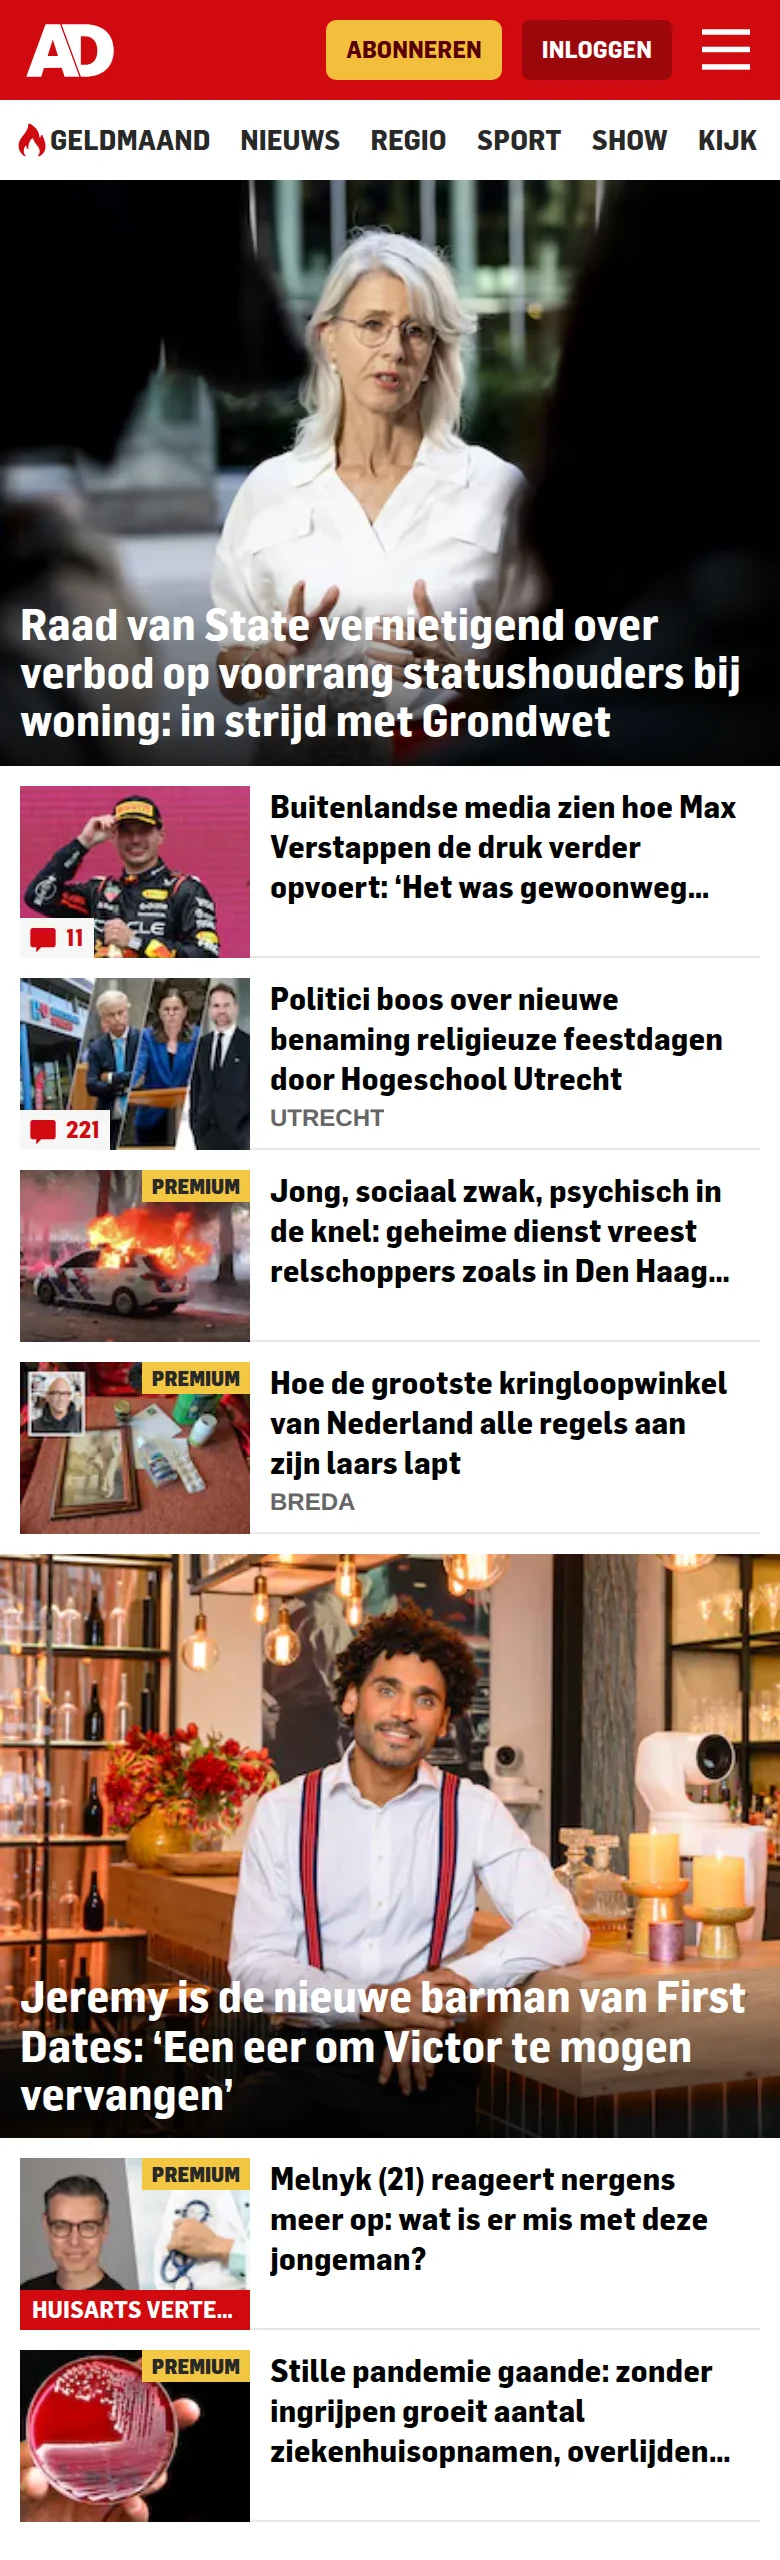 AD
ABONNEREN
INLOGGEN
GELDMAAND NIEUWS REGIO SPORT SHOW KIJK
Raad van State vernietigend over
verbod op voorrang statushouders bij
woning: in strijd met Grondwet
Buitenlandse media zien hoe Max
Verstappen de druk verder
opvoert: ‘Het was gewoonweg...
11
Politici boos over nieuwe
benaming religieuze feestdagen
door Hogeschool Utrecht
UTRECHT
221
PREMIUM
Jong, sociaal zwak, psychisch in
de knel: geheime dienst vreest
relschoppers zoals in Den Haag...
PREMIUM
Hoe de grootste kringloopwinkel
van Nederland alle regels aan
zijn laars lapt
BREDA
Jeremy is de nieuwe barman van First
Dates: ‘Een eer om Victor te mogen
vervangen’
PREMIUM
HUISARTS VERTE...
Melnyk (21) reageert nergens
meer op: wat is er mis met deze
jongeman?
PREMIUM
Stille pandemie gaande: zonder
ingrijpen groeit aantal
ziekenhuisopnamen, overlijden...